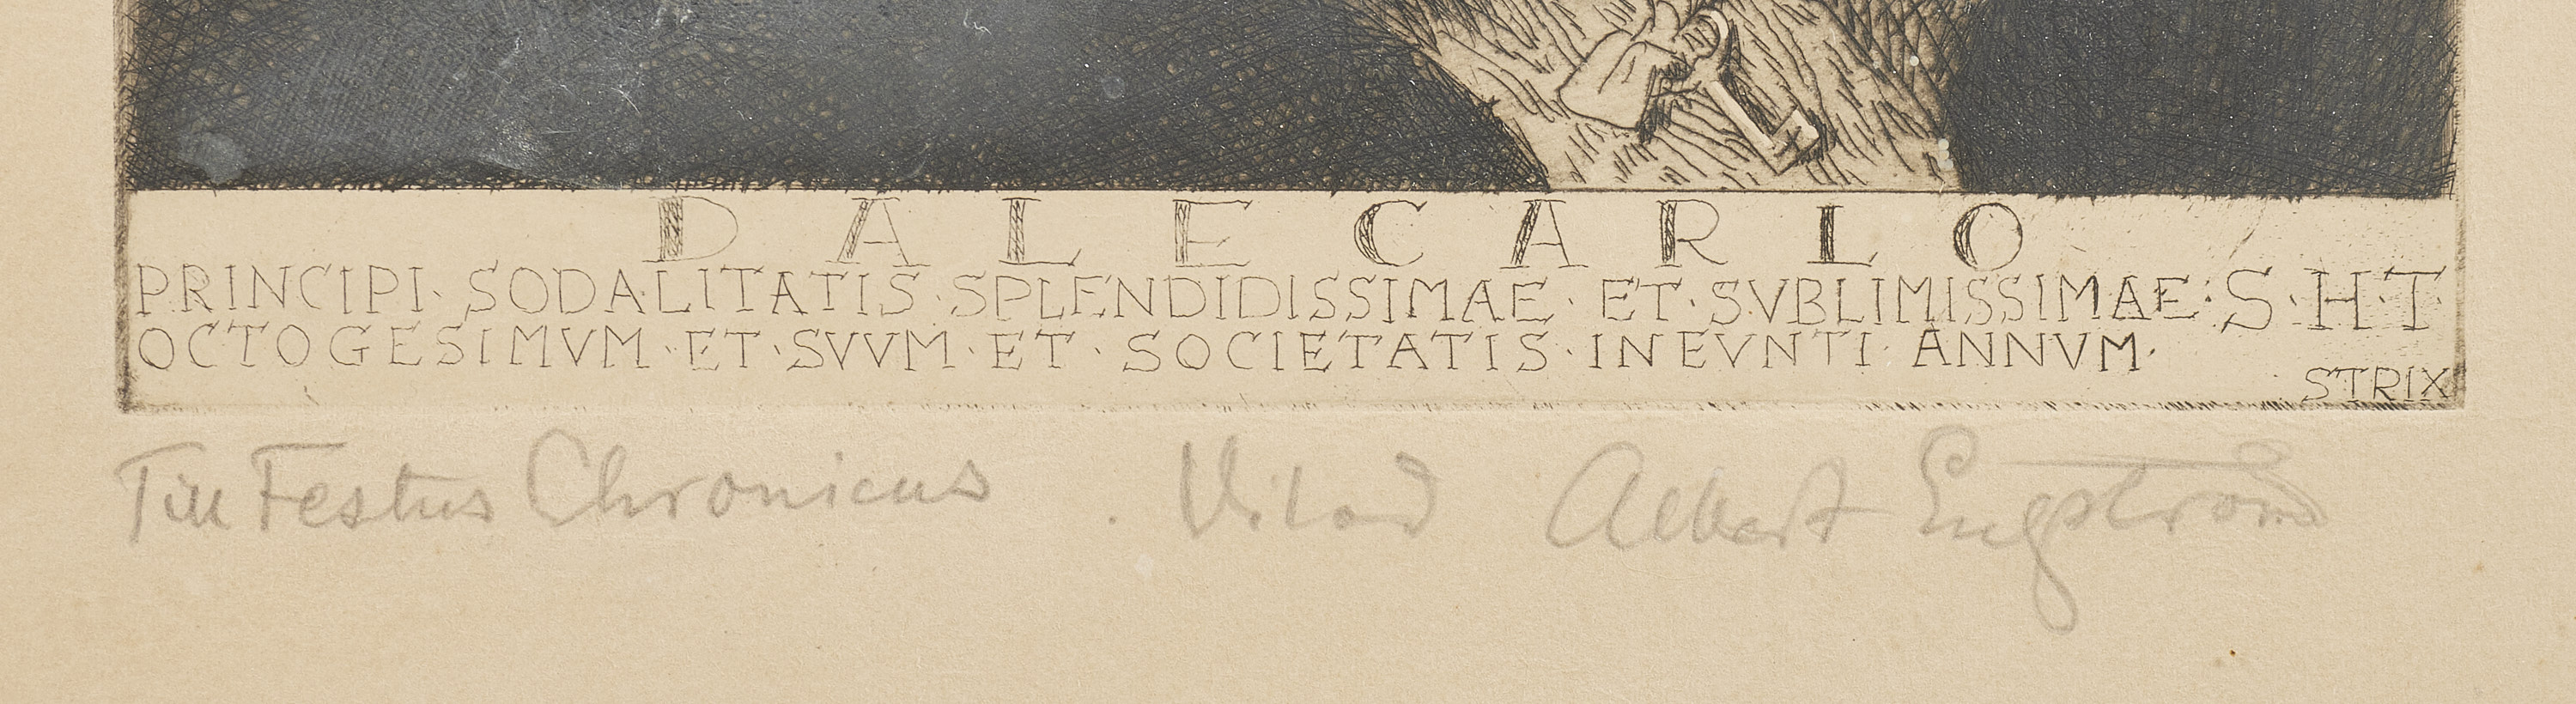 DALECARLO
PRINCIPI· SODALITATIS· SPLENDIDISSIMAE · ET · SVBLIMISSIMAE · S · H · T
OCTOGESIMVM · ET · SVVM · ET · SOCIETATIS · INEVNTI ANNVM·
STRIX
Till Festus Chronicus . Albert Engström